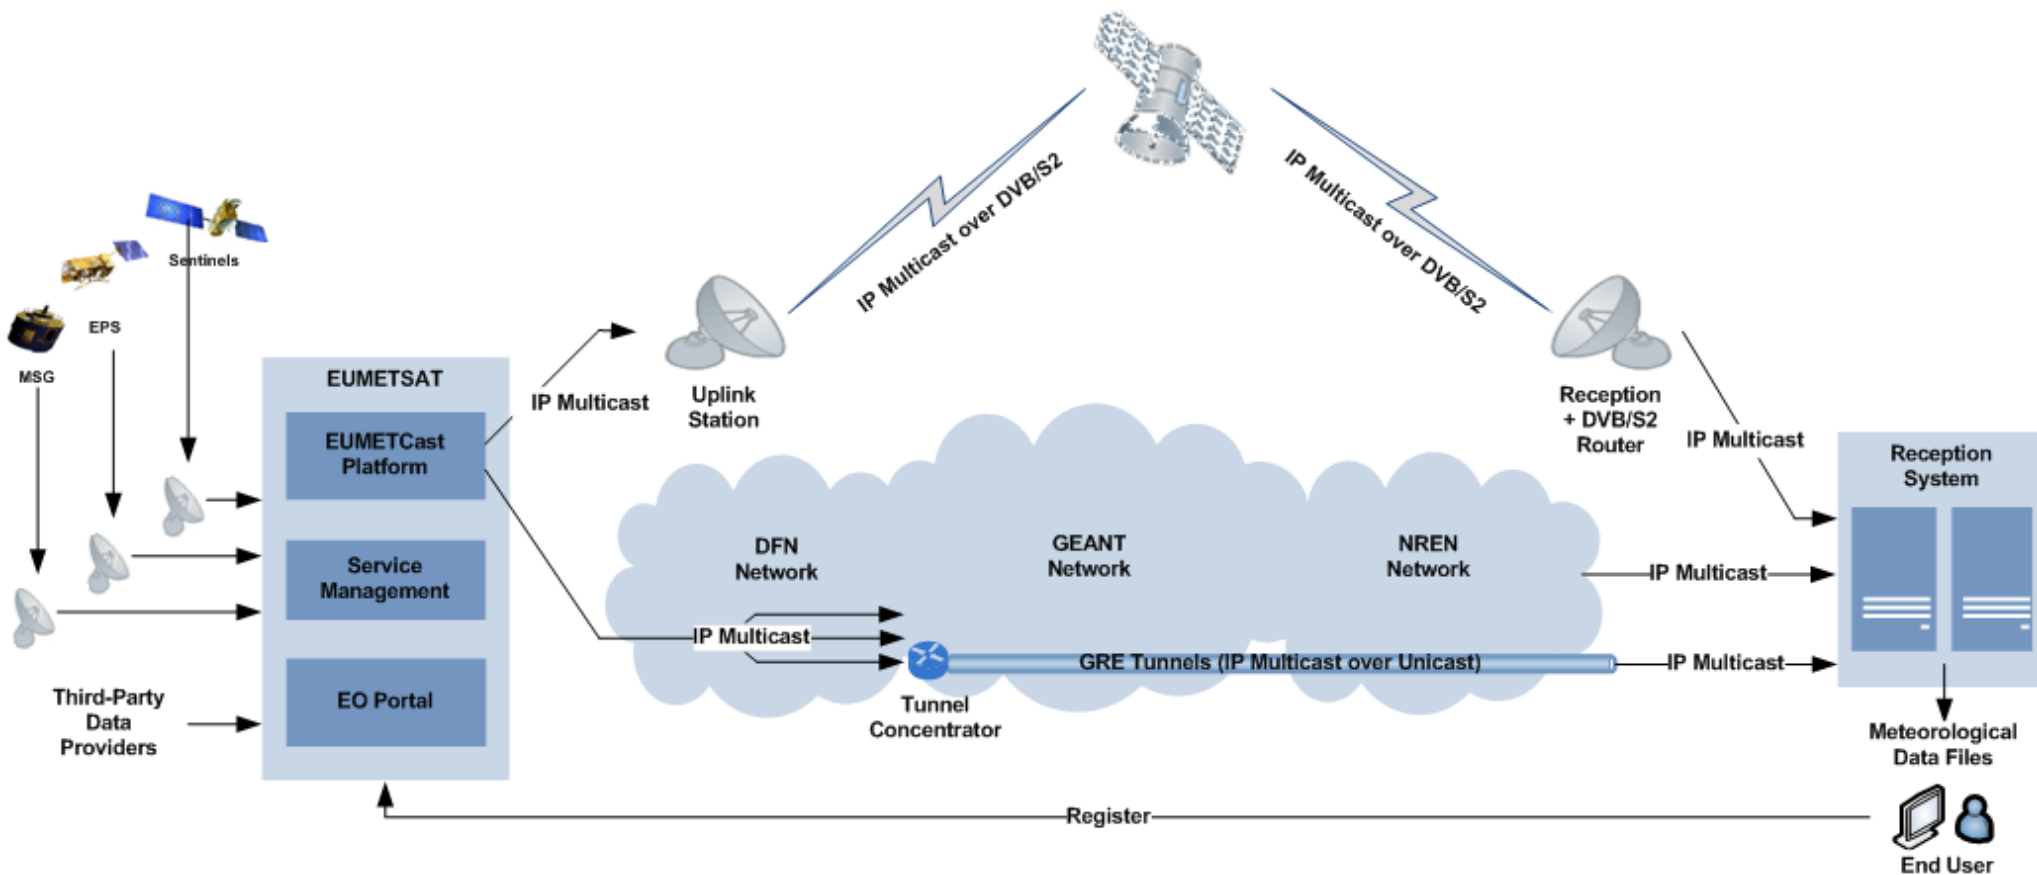 Sentinels
EPS
MSG
Third-Party
Data
Providers
EUMETSAT
EUMETCast
Platform
Service
Management
EO Portal
IP Multicast
Uplink
Station
IP Multicast over DVB/S2
IP Multicast over DVB/S2
Reception
+ DVB/S2
Router
IP Multicast
DFN
Network
GEANT
Network
NREN
Network
IP Multicast
IP Multicast
GRE Tunnels (IP Multicast over Unicast)
IP Multicast
Tunnel
Concentrator
Reception
System
Meteorological
Data Files
Register
End User